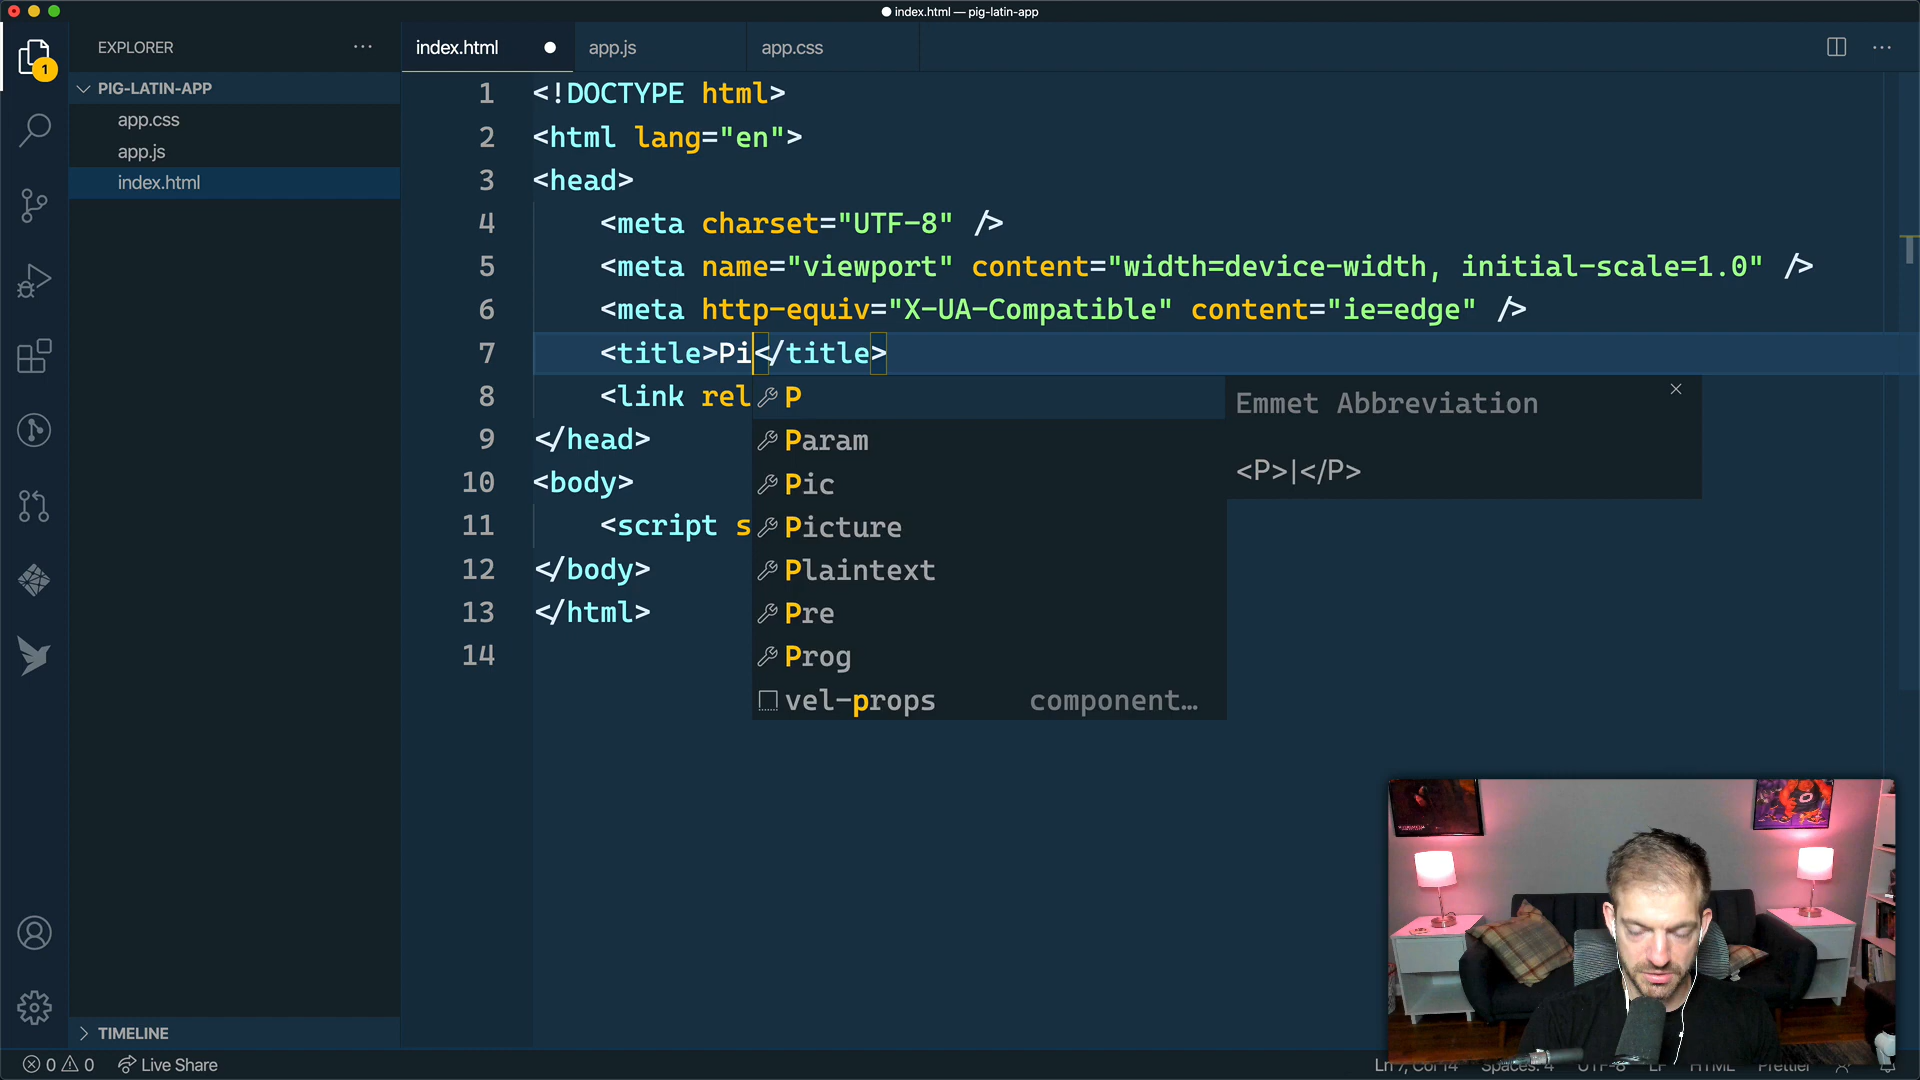 index.html — pig-latin-app
EXPLORER
index.html
app.js
app.css
1
PIG-LATIN-APP
app.css
app.js
index.html
1 <!DOCTYPE html>
2 <html lang="en">
3 <head>
4 <meta charset="UTF-8" />
5 <meta name="viewport" content="width=device-width, initial-scale=1.0" />
6 <meta http-equiv="X-UA-Compatible" content="ie=edge" />
7 <title>Pi</title>
8 <link rel
9 </head>
10 <body>
11 <script s
12 </body>
13 </html>
14
P
Param
Pic
Picture
Plaintext
Pre
Prog
vel-props component…
Emmet Abbreviation
<P>|</P>
TIMELINE
0 0 Live Share
Ln 7, Col 14 Spaces: 4 UTF-8 LF HTML Prettier